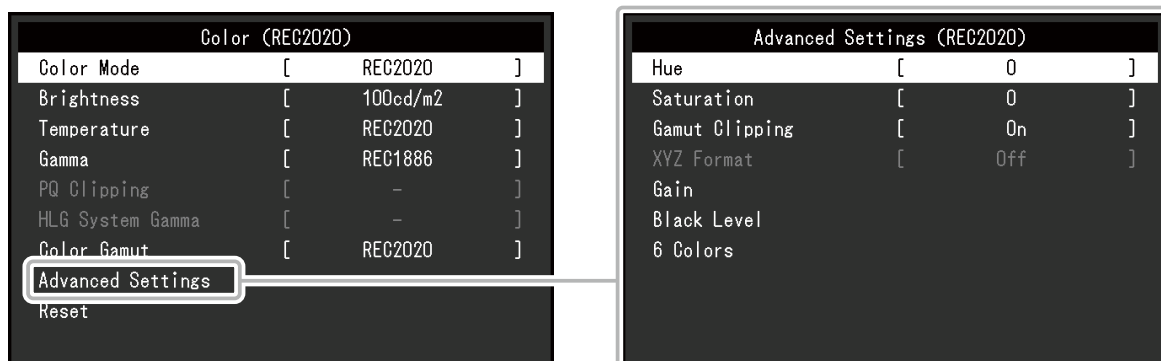 Color (REC2020)
Color Mode [ REC2020 ]
Brightness [ 100cd/m2 ]
Temperature [ REC2020 ]
Gamma [ REC1886 ]
PQ Clipping [ - ]
HLG System Gamma [ - ]
Color Gamut [ REC2020 ]
Advanced Settings
Reset
Advanced Settings (REC2020)
Hue [ 0 ]
Saturation [ 0 ]
Gamut Clipping [ On ]
XYZ Format [ Off ]
Gain
Black Level
6 Colors